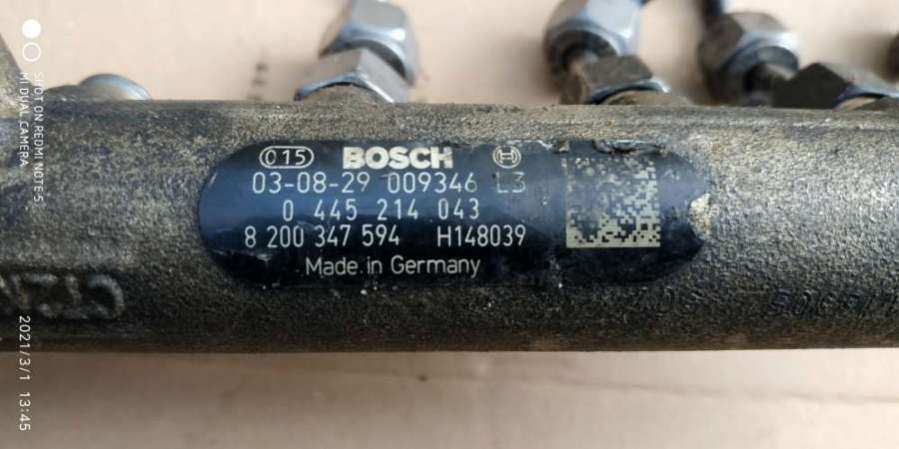 015 BOSCH
03-08-29 009346 L3
0 445 214 043
8 200 347 594 H148039
Made in Germany
SHOT ON REDMI NOTE 5
MI DUAL CAMERA
2021/3/1 13:45